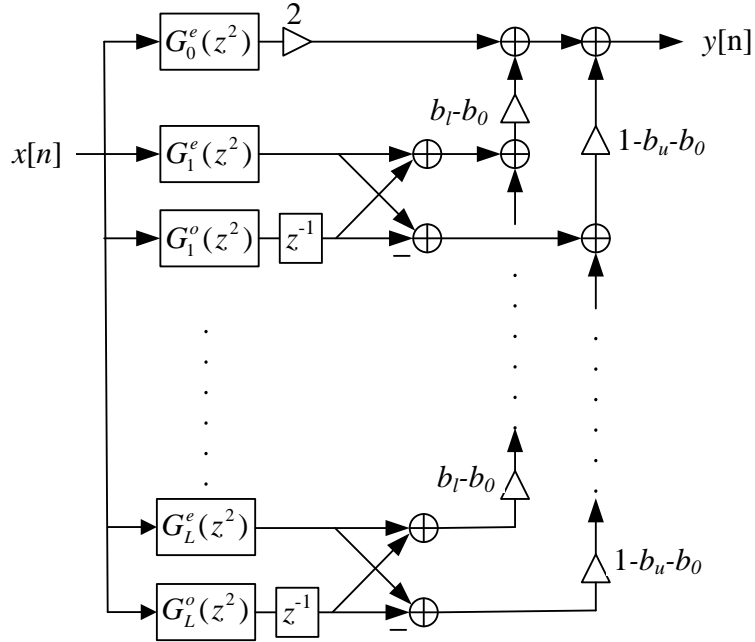 2
G_0^e(z^2)
y[n]
b_l-b_0
x[n]
G_1^e(z^2)
1-b_u-b_0
G_1^o(z^2)
z^{-1}
−
b_l-b_0
G_L^e(z^2)
1-b_u-b_0
G_L^o(z^2)
z^{-1}
−